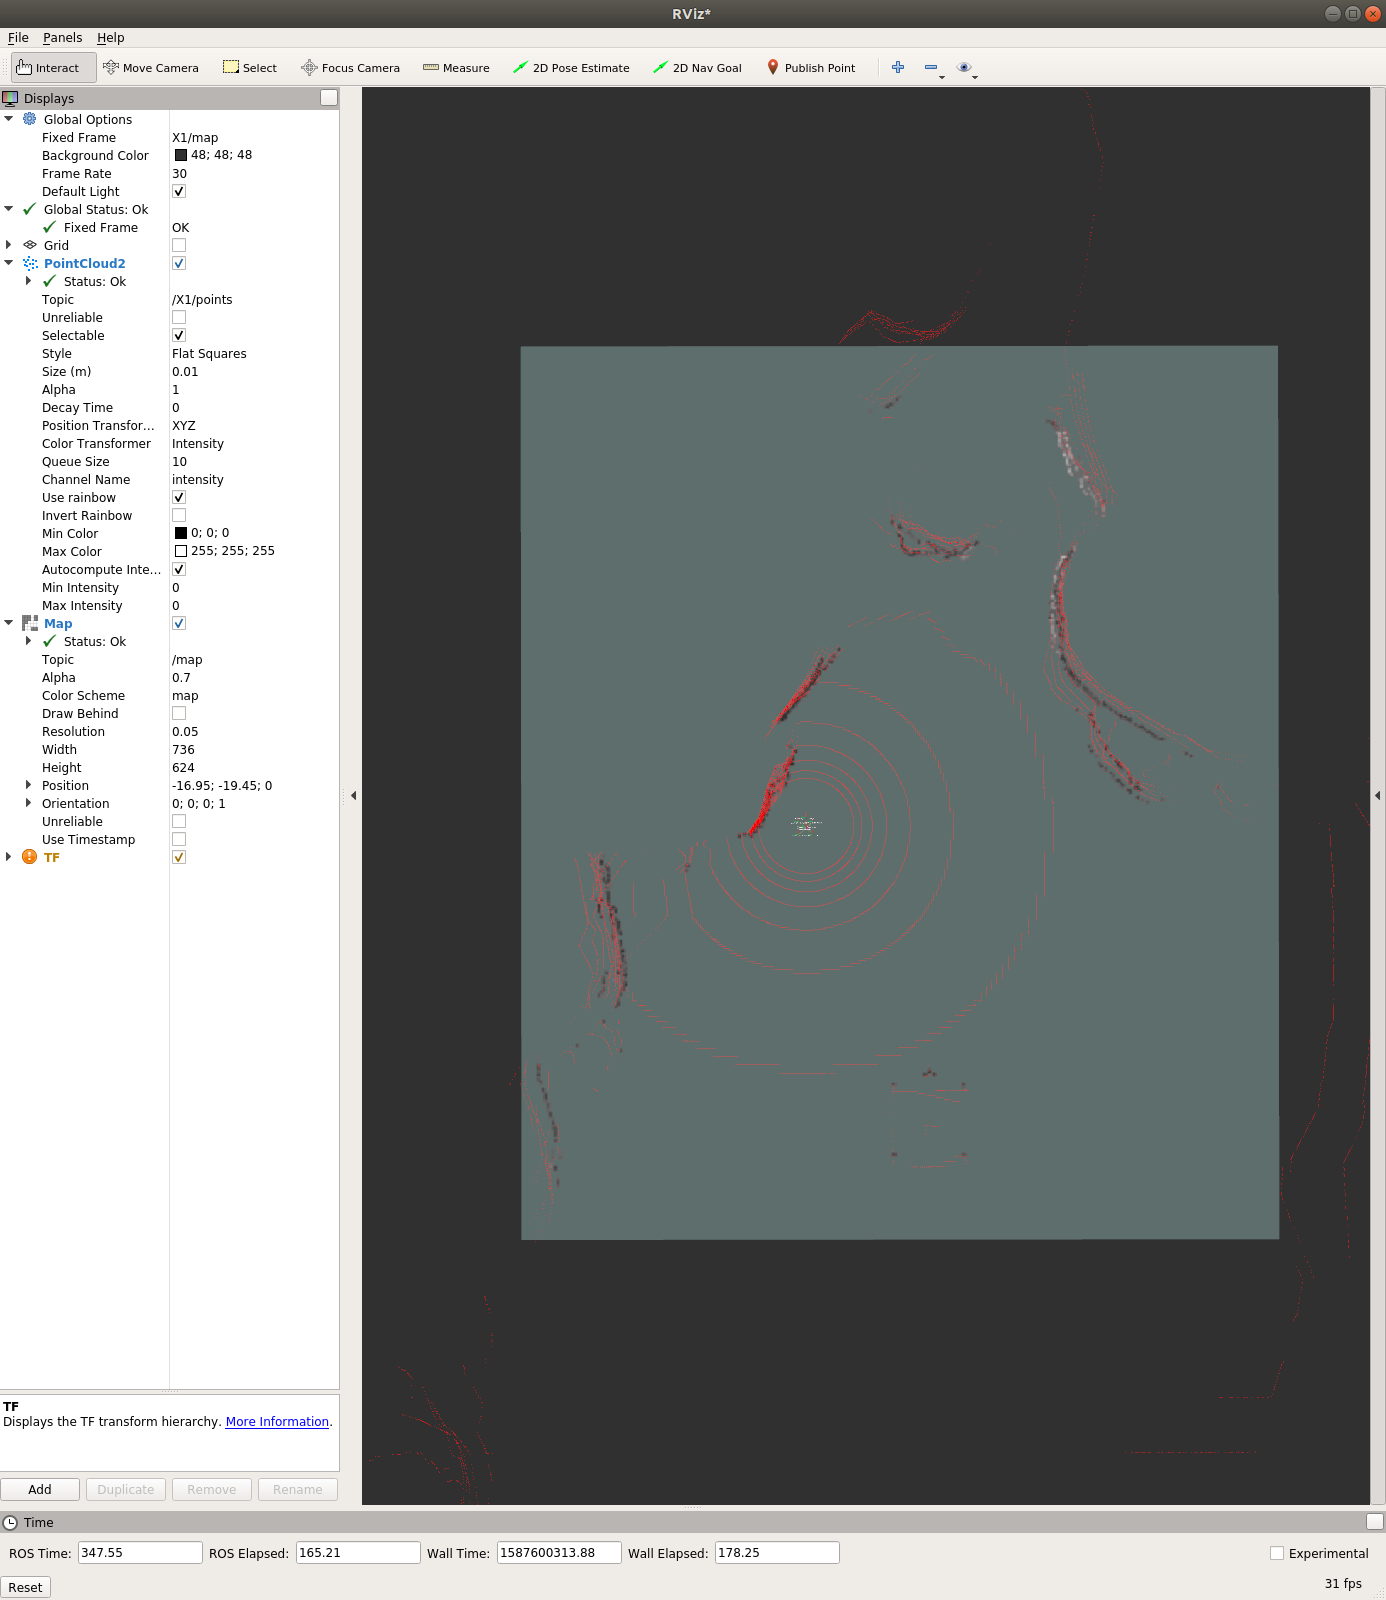 RViz*
File Panels Help
Interact Move Camera Select Focus Camera Measure 2D Pose Estimate 2D Nav Goal Publish Point
Displays
Global Options
Fixed Frame X1/map
Background Color 48; 48; 48
Frame Rate 30
Default Light
Global Status: Ok
Fixed Frame OK
Grid
PointCloud2
Status: Ok
Topic /X1/points
Unreliable
Selectable
Style Flat Squares
Size (m) 0.01
Alpha 1
Decay Time 0
Position Transfor... XYZ
Color Transformer Intensity
Queue Size 10
Channel Name intensity
Use rainbow
Invert Rainbow
Min Color 0; 0; 0
Max Color 255; 255; 255
Autocompute Inte...
Min Intensity 0
Max Intensity 0
Map
Status: Ok
Topic /map
Alpha 0.7
Color Scheme map
Draw Behind
Resolution 0.05
Width 736
Height 624
Position -16.95; -19.45; 0
Orientation 0; 0; 0; 1
Unreliable
Use Timestamp
TF
TF
Displays the TF transform hierarchy. More Information.
Add Duplicate Remove Rename
Time
ROS Time: 347.55 ROS Elapsed: 165.21 Wall Time: 1587600313.88 Wall Elapsed: 178.25 Experimental
Reset 31 fps